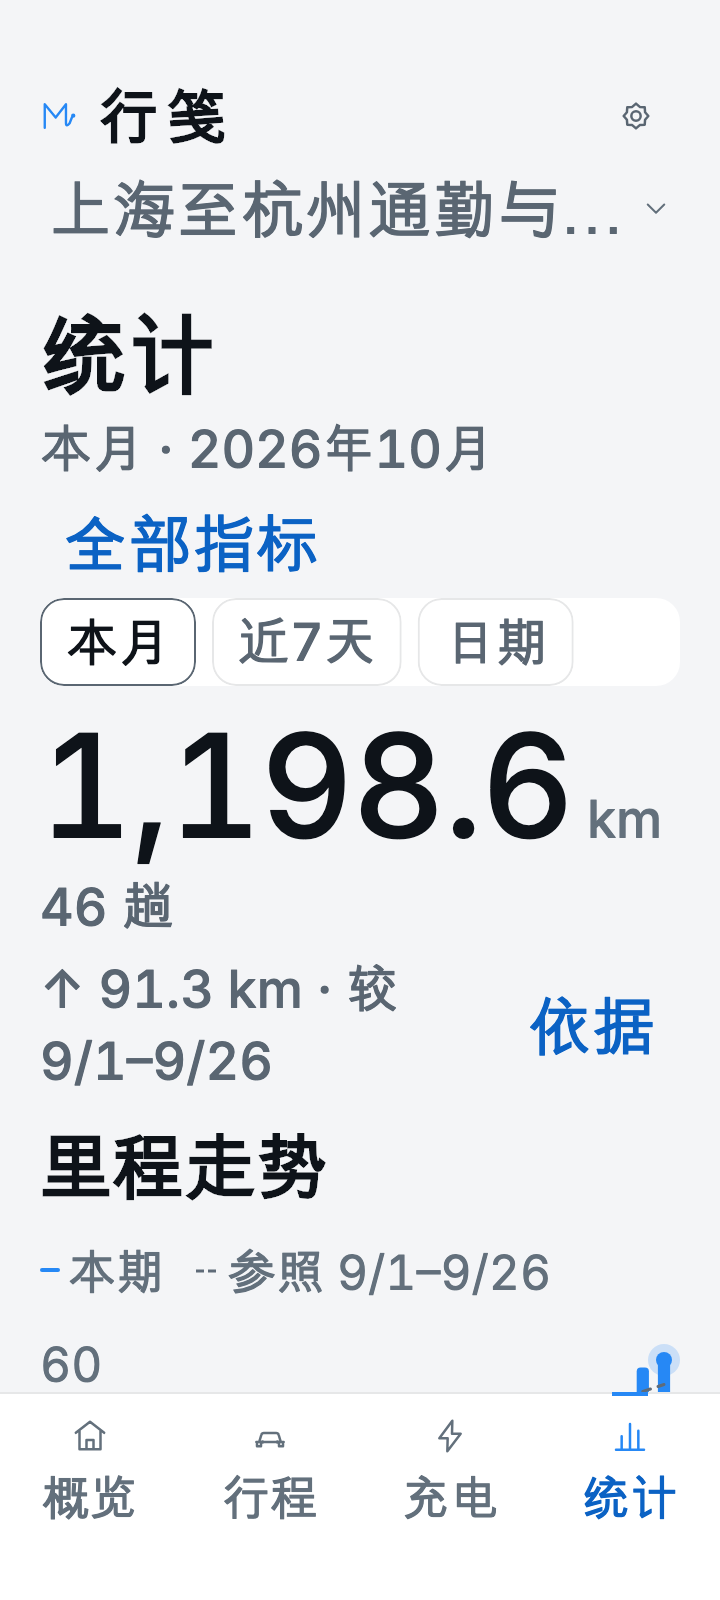 行笺
上海至杭州通勤与...
统计
本月 · 2026年10月
全部指标
本月 近7天 日期
1,198.6 km
46 趟
↑ 91.3 km · 较
9/1–9/26
依据
里程走势
本期 参照 9/1–9/26
60
概览 行程 充电 统计